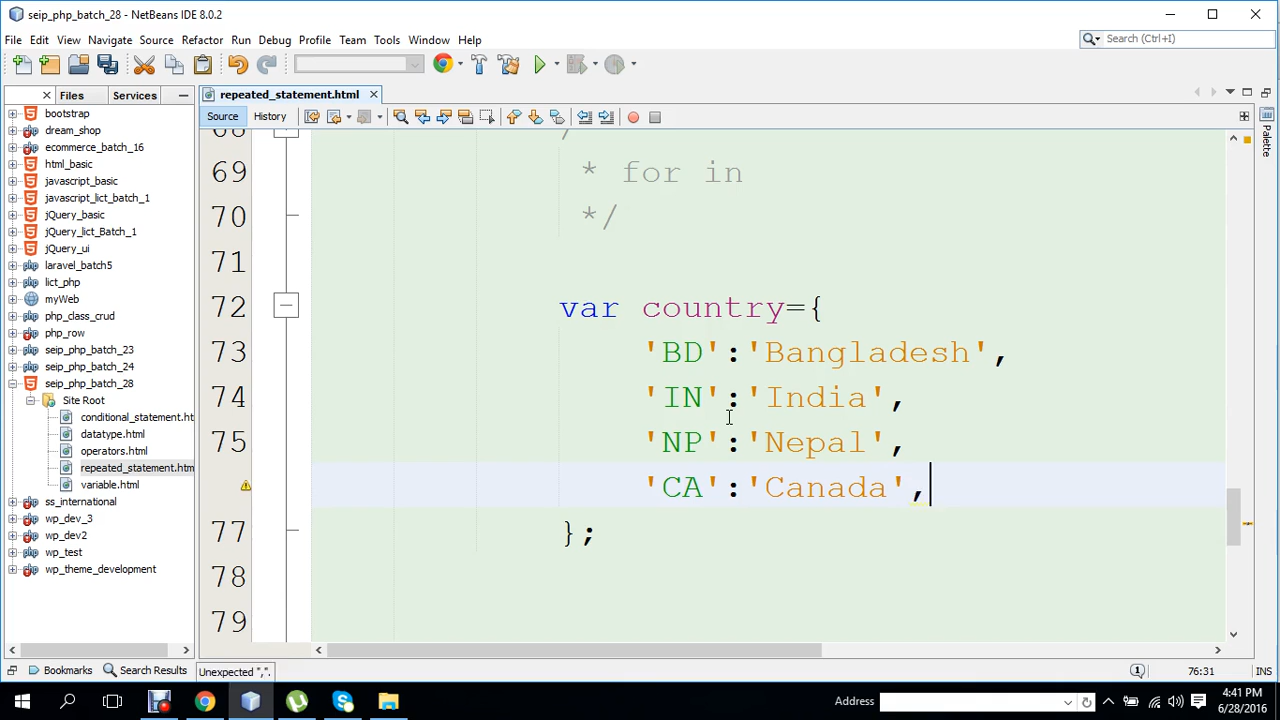 seip_php_batch_28 - NetBeans IDE 8.0.2
File Edit View Navigate Source Refactor Run Debug Profile Team Tools Window Help
Search (Ctrl+I)
Files Services
repeated_statement.html
Source History
Palette
bootstrap
dream_shop
ecommerce_batch_16
html_basic
javascript_basic
javascript_lict_batch_1
jQuery_basic
jQuery_lict_Batch_1
jQuery_ui
laravel_batch5
lict_php
myWeb
php_class_crud
php_row
seip_php_batch_23
seip_php_batch_24
seip_php_batch_28
Site Root
conditional_statement.ht
datatype.html
operators.html
repeated_statement.htm
variable.html
ss_international
wp_dev_3
wp_dev2
wp_test
wp_theme_development
68 /
69 * for in
70 */
71
72 var country={
73 'BD':'Bangladesh',
74 'IN':'India',
75 'NP':'Nepal',
'CA':'Canada',
77 };
78
79
Bookmarks Search Results
Unexpected ",".
1
76:31 INS
Address
4:41 PM
6/28/2016